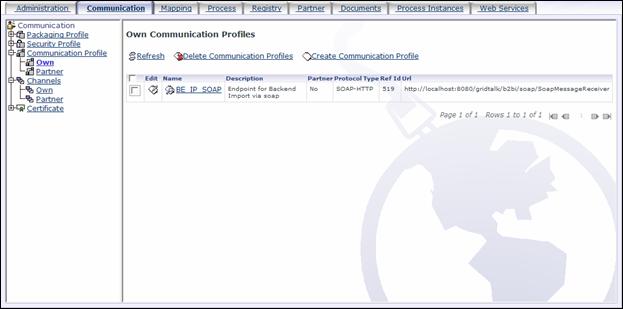 Administration Communication Mapping Process Registry Partner Documents Process Instances Web Services
Communication
Packaging Profile
Security Profile
Communication Profile
Own
Partner
Channels
Own
Partner
Certificate
Own Communication Profiles
Refresh Delete Communication Profiles Create Communication Profile
Edit Name Description Partner Protocol Type Ref Id Url
BE_IP_SOAP Endpoint for Backend No SOAP-HTTP 519 http://localhost:8080/gridtalk/b2bi/soap/SoapMessageReceiver
Import via soap
Page 1 of 1 Rows 1 to 1 of 1 1